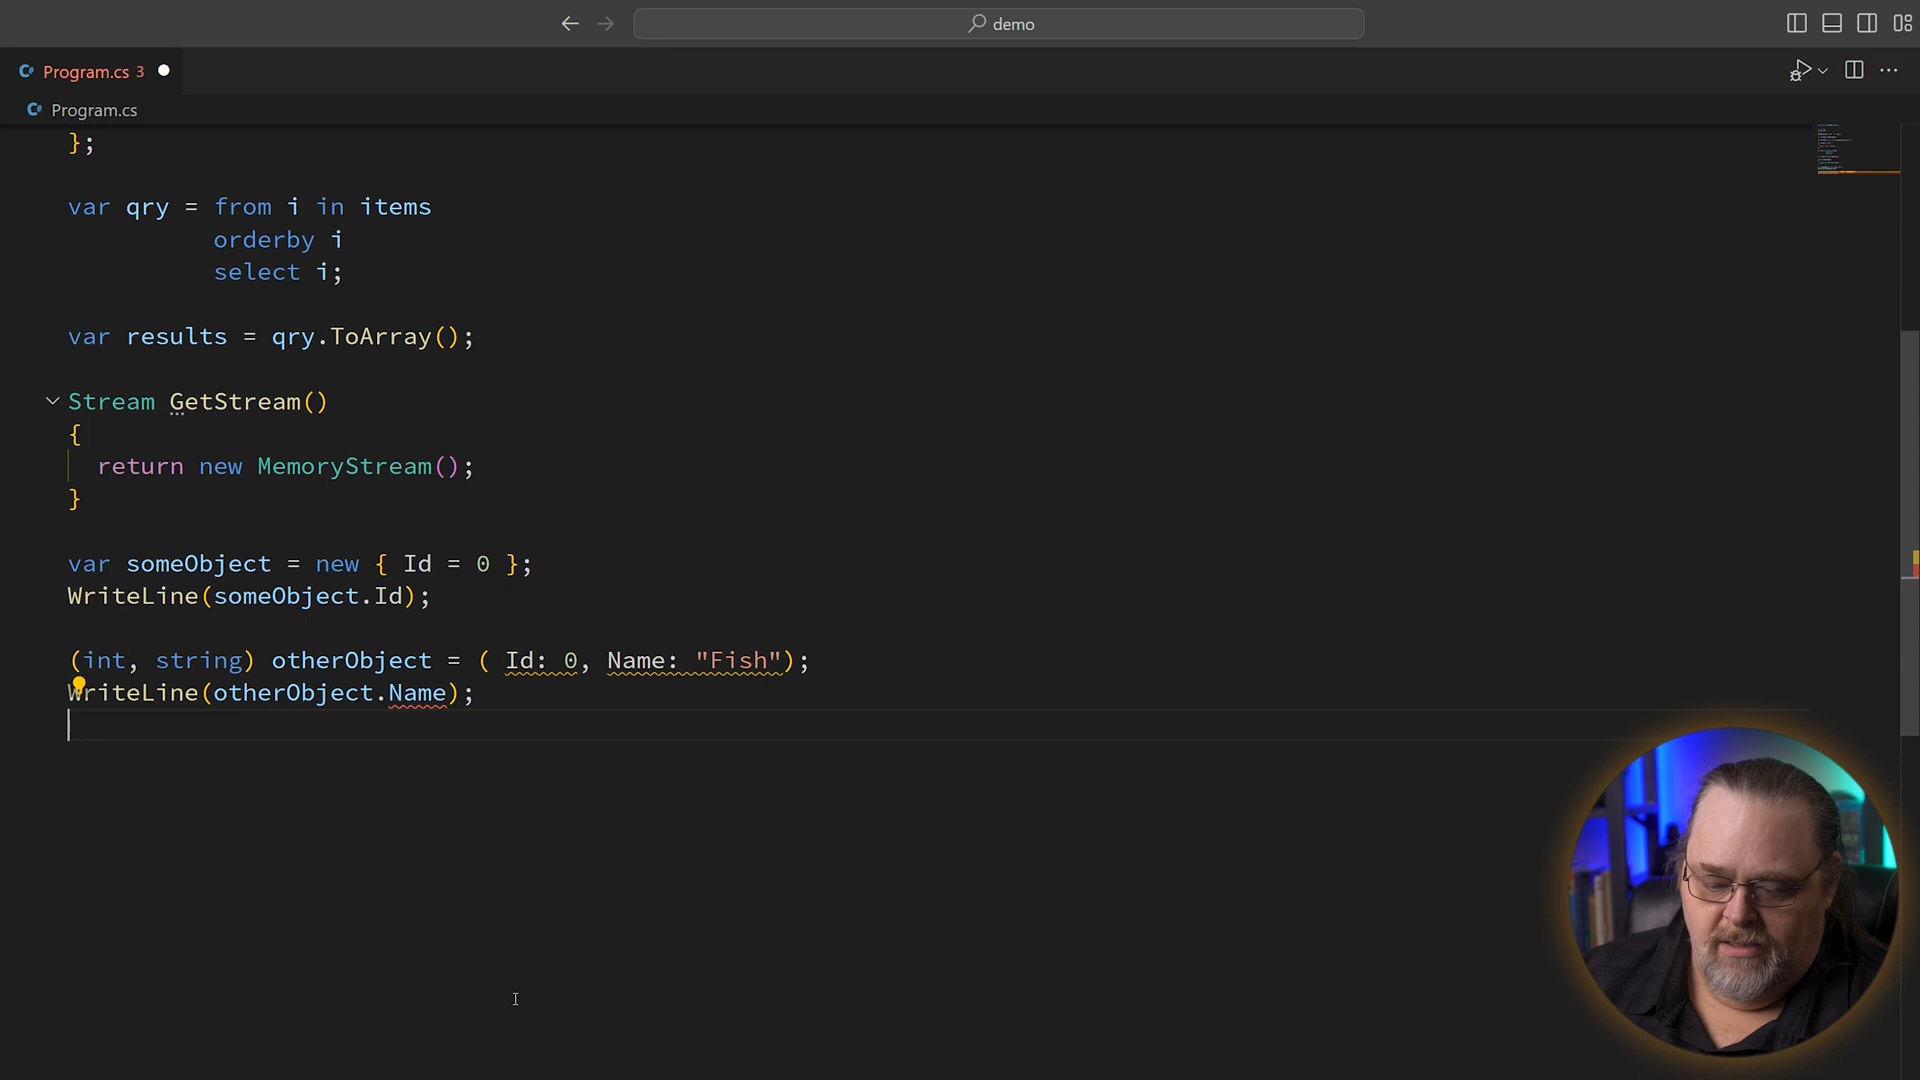 demo
Program.cs 3
Program.cs
};
var qry = from i in items
orderby i
select i;
var results = qry.ToArray();
Stream GetStream()
{
return new MemoryStream();
}
var someObject = new { Id = 0 };
WriteLine(someObject.Id);
(int, string) otherObject = ( Id: 0, Name: "Fish");
WriteLine(otherObject.Name);